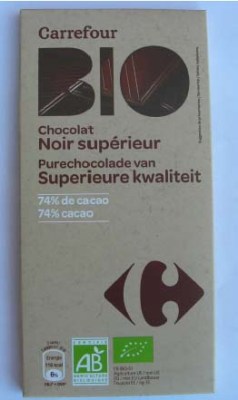 Carrefour
BIO
Chocolat
Noir supérieur
Purechocolade van
Superieure kwaliteit
74% de cacao
74% cacao
AB